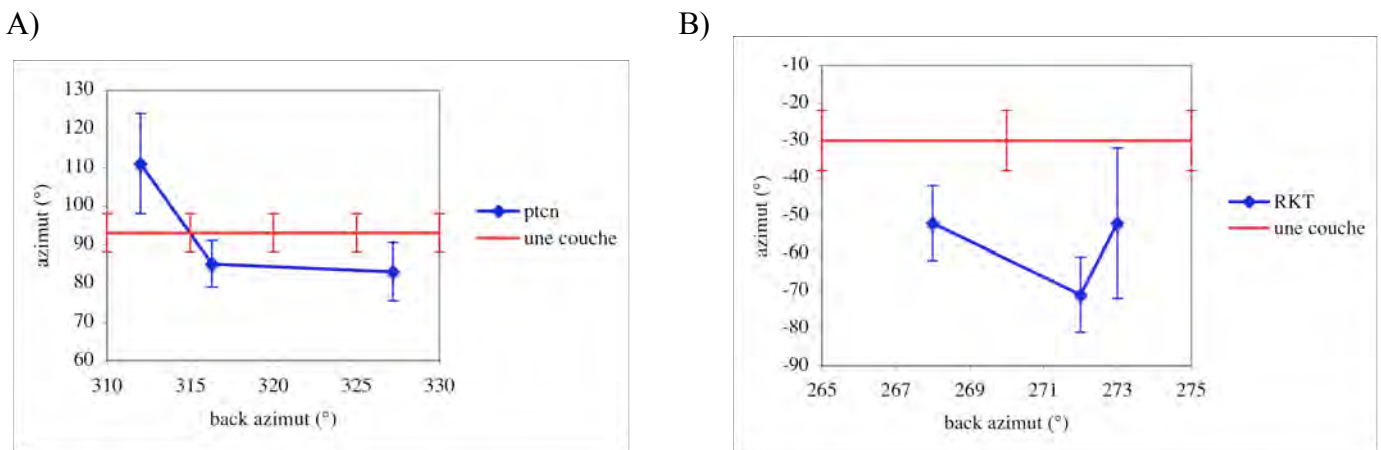 A)
130
120
110
100
90
80
70
60
azimut (°)
310 315 320 325 330
back azimut (°)
ptcn
une couche
B)
-10
-20
-30
-40
-50
-60
-70
-80
-90
azimut (°)
265 267 269 271 273 275
back azimut (°)
RKT
une couche